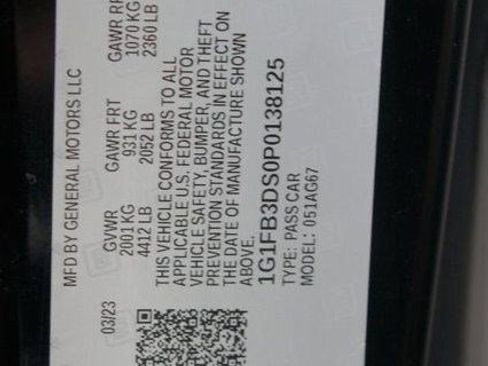 MFD BY GENERAL MOTORS LLC
03/23 GVWR GAWR FRT GAWR RR
2001 KG 931 KG 1070 KG
4412 LB 2052 LB 2360 LB
THIS VEHICLE CONFORMS TO ALL
APPLICABLE U.S. FEDERAL MOTOR
VEHICLE SAFETY, BUMPER, AND THEFT
PREVENTION STANDARDS IN EFFECT ON
THE DATE OF MANUFACTURE SHOWN
ABOVE.
1G1FB3DS0P0138125
TYPE: PASS CAR
MODEL: 051AG67